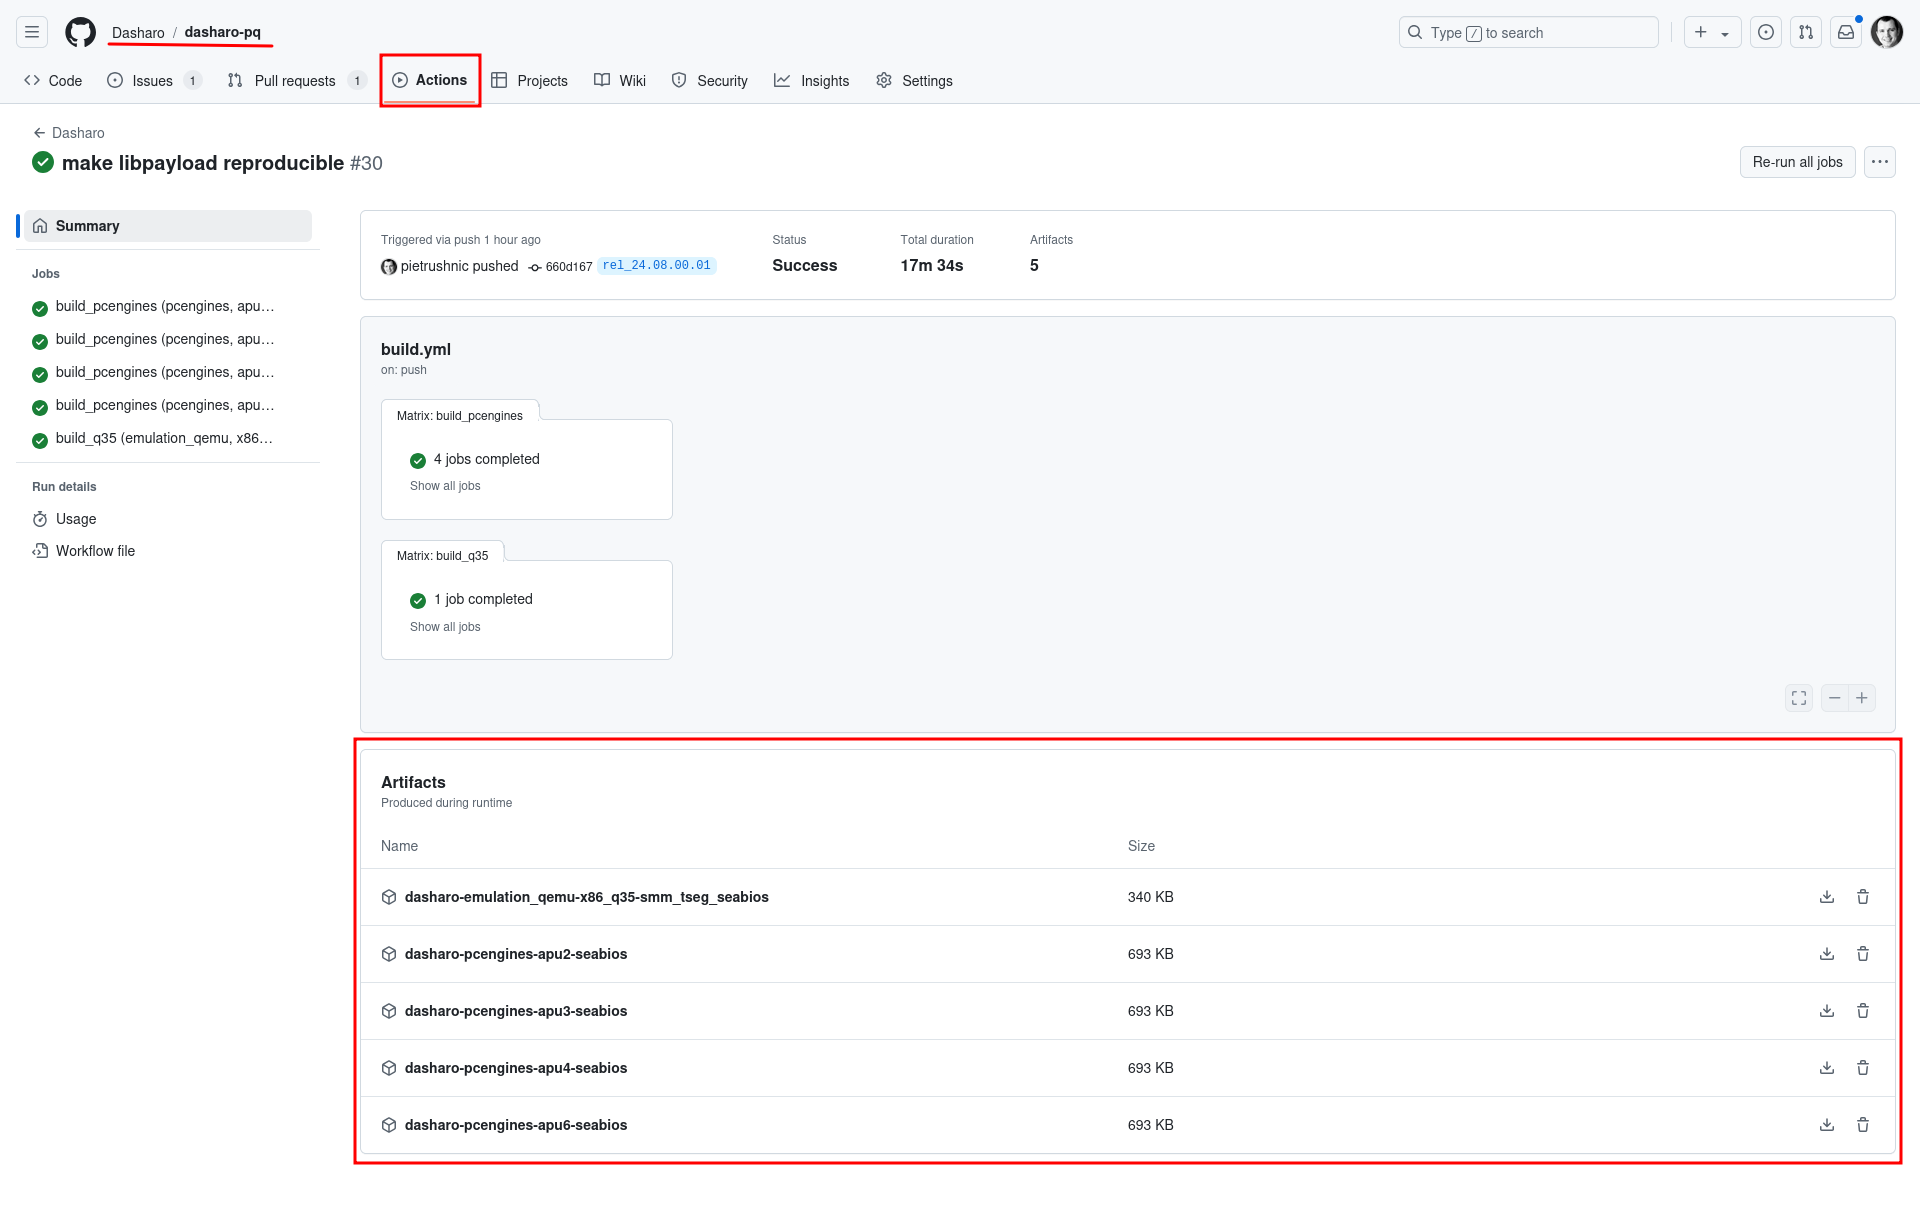 Dasharo / dasharo-pq
Type / to search
Code
Issues 1
Pull requests 1
Actions
Projects
Wiki
Security
Insights
Settings
Dasharo
make libpayload reproducible #30
Re-run all jobs
Summary
Jobs
build_pcengines (pcengines, apu...
build_pcengines (pcengines, apu...
build_pcengines (pcengines, apu...
build_pcengines (pcengines, apu...
build_q35 (emulation_qemu, x86...
Run details
Usage
Workflow file
Triggered via push 1 hour ago
pietrushnic pushed 660d167 rel_24.08.00.01
Status
Success
Total duration
17m 34s
Artifacts
5
build.yml
on: push
Matrix: build_pcengines
4 jobs completed
Show all jobs
Matrix: build_q35
1 job completed
Show all jobs
Artifacts
Produced during runtime
Name Size
dasharo-emulation_qemu-x86_q35-smm_tseg_seabios 340 KB
dasharo-pcengines-apu2-seabios 693 KB
dasharo-pcengines-apu3-seabios 693 KB
dasharo-pcengines-apu4-seabios 693 KB
dasharo-pcengines-apu6-seabios 693 KB